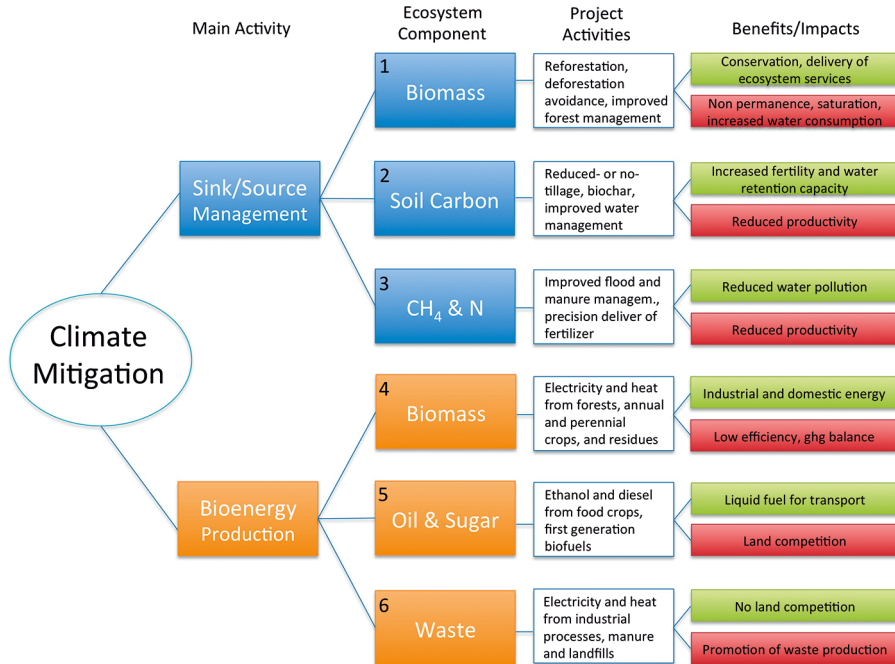 Main Activity
Ecosystem
Component
Project
Activities
Benefits/Impacts
Climate
Mitigation
Sink/Source
Management
1
Biomass
Reforestation,
deforestation
avoidance, improved
forest management
Conservation, delivery of
ecosystem services
Non permanence, saturation,
increased water consumption
2
Soil Carbon
Reduced- or no-
tillage, biochar,
improved water
management
Increased fertility and water
retention capacity
Reduced productivity
3
CH₄ & N
Improved flood and
manure managem.,
precision deliver of
fertilizer
Reduced water pollution
Reduced productivity
Bioenergy
Production
4
Biomass
Electricity and heat
from forests, annual
and perennial
crops, and residues
Industrial and domestic energy
Low efficiency, ghg balance
5
Oil & Sugar
Ethanol and diesel
from food crops,
first generation
biofuels
Liquid fuel for transport
Land competition
6
Waste
Electricity and heat
from industrial
processes, manure
and landfills
No land competition
Promotion of waste production